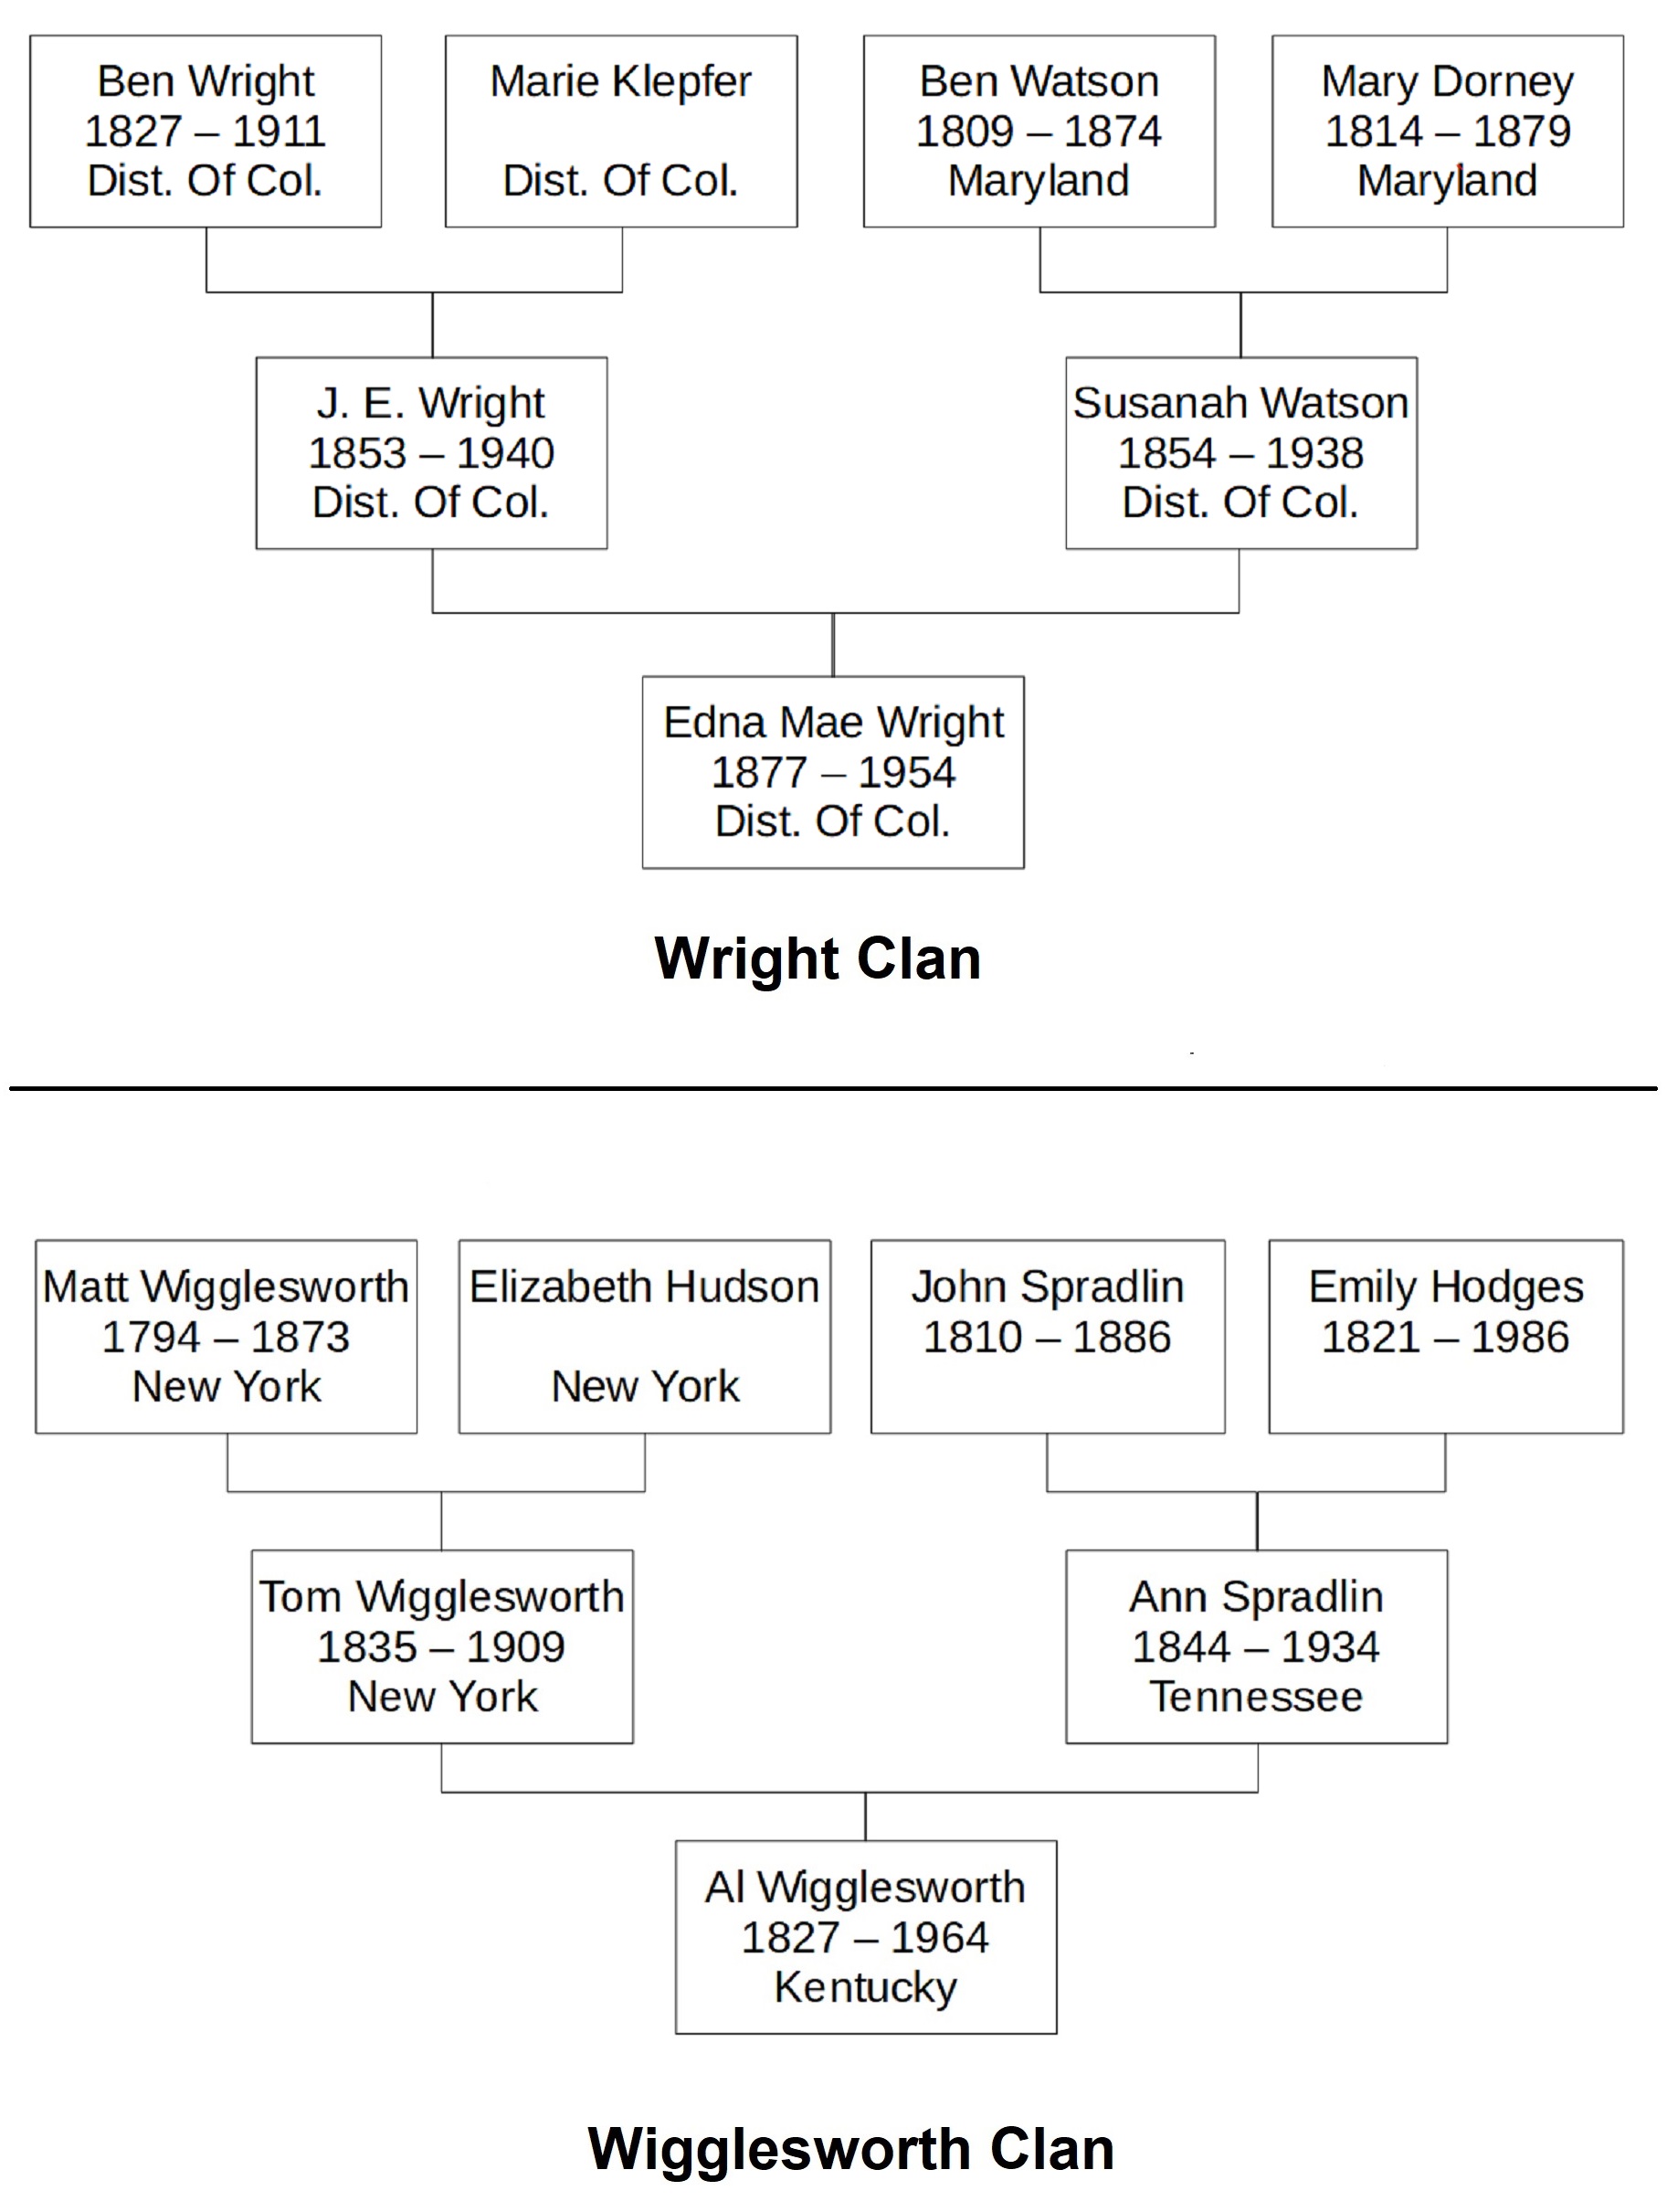 Ben Wright
1827 – 1911
Dist. Of Col.
Marie Klepfer
Dist. Of Col.
Ben Watson
1809 – 1874
Maryland
Mary Dorney
1814 – 1879
Maryland
J. E. Wright
1853 – 1940
Dist. Of Col.
Susanah Watson
1854 – 1938
Dist. Of Col.
Edna Mae Wright
1877 – 1954
Dist. Of Col.
Wright Clan
Matt Wigglesworth
1794 – 1873
New York
Elizabeth Hudson
New York
John Spradlin
1810 – 1886
Emily Hodges
1821 – 1986
Tom Wigglesworth
1835 – 1909
New York
Ann Spradlin
1844 – 1934
Tennessee
Al Wigglesworth
1827 – 1964
Kentucky
Wigglesworth Clan